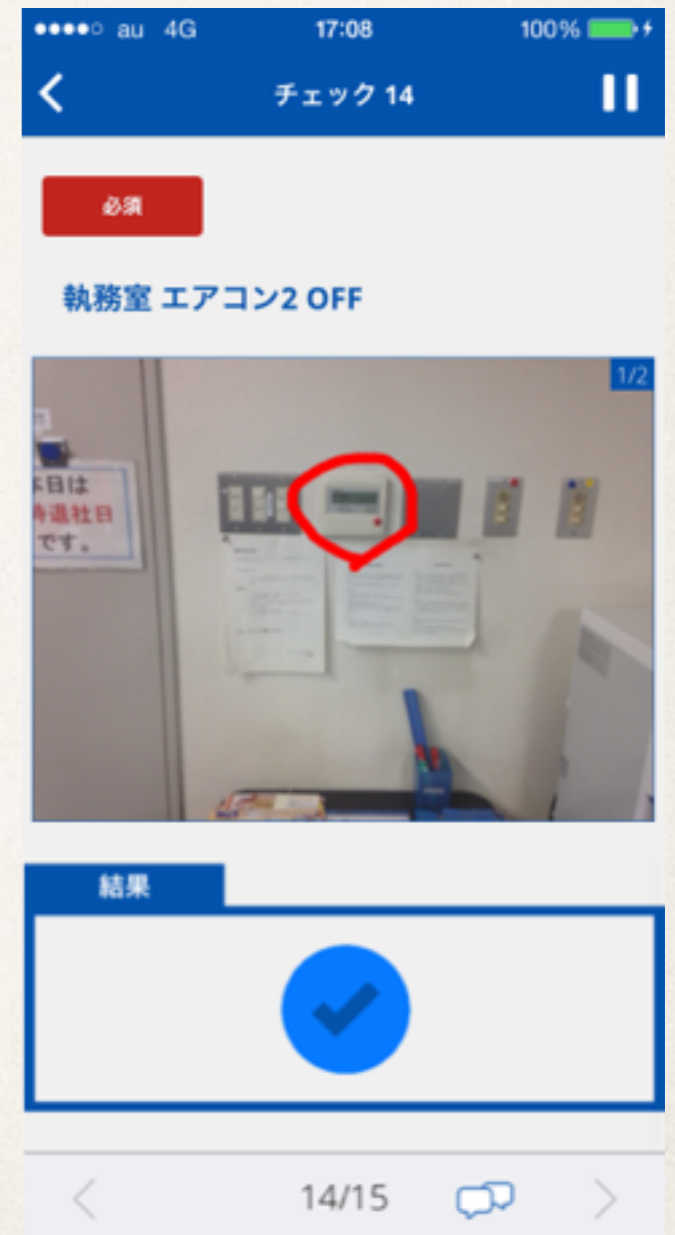 au 4G 17:08 100%
チェック 14
必須
執務室 エアコン2 OFF
1/2
本日は
時退社日
です。
結果
14/15